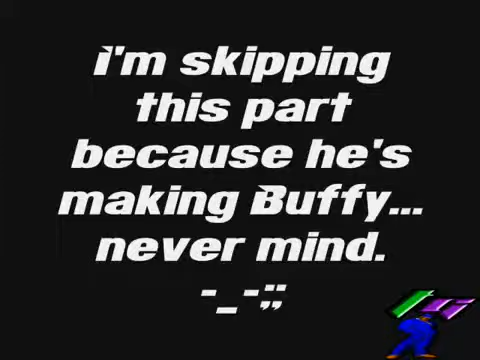 I'm skipping
this part
because he's
making Buffy...
never mind.
-_-;;